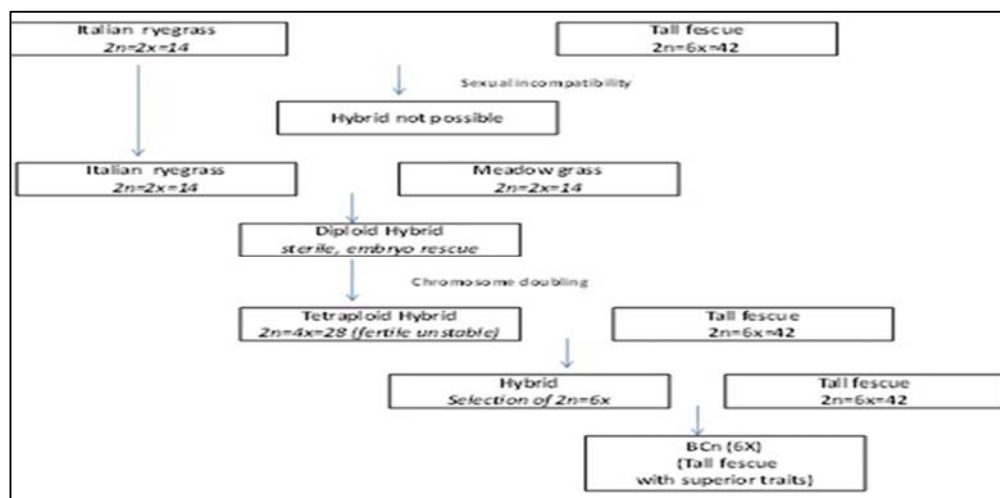 Italian ryegrass
2n=2x=14
Tall fescue
2n=6x=42
Sexual incompatibility
Hybrid not possible
Italian ryegrass
2n=2x=14
Meadow grass
2n=2x=14
Diploid Hybrid
sterile, embryo rescue
Chromosome doubling
Tetraploid Hybrid
2n=4x=28 (fertile unstable)
Tall fescue
2n=6x=42
Hybrid
Selection of 2n=6x
Tall fescue
2n=6x=42
BCn (6X)
(Tall fescue
with superior traits)